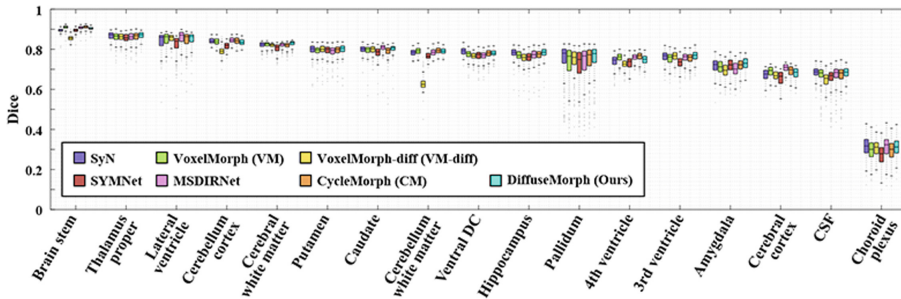 1
0.8
0.6
0.4
0.2
0
Dice
SyN
VoxelMorph (VM)
VoxelMorph-diff (VM-diff)
SYMNet
MSDIRNet
CycleMorph (CM)
DiffuseMorph (Ours)
Brain stem
Thalamus
proper
Lateral
ventricle
Cerebellum
cortex
Cerebral
white matter
Putamen
Caudate
Cerebellum
white matter
Ventral DC
Hippocampus
Pallidum
4th ventricle
3rd ventricle
Amygdala
Cerebral
cortex
CSF
Choroid
plexus